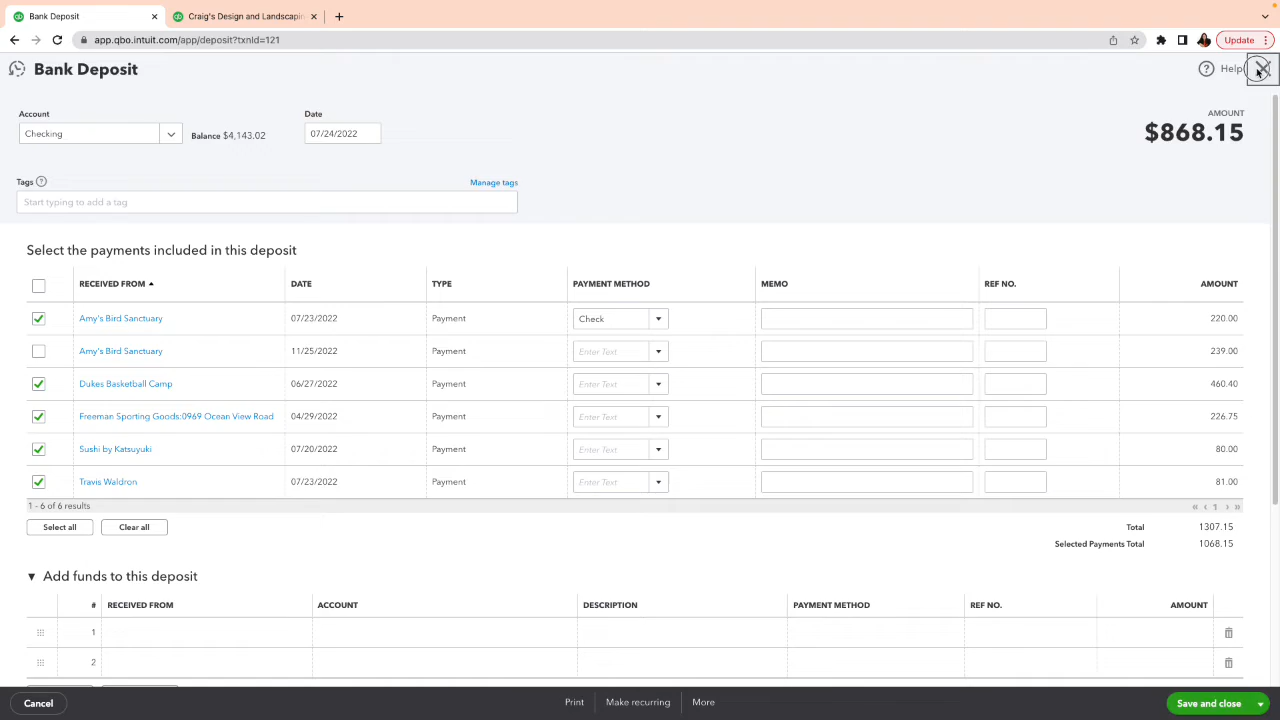 Bank Deposit
Craig's Design and Landscapin
app.qbo.intuit.com/app/deposit?txnId=121
Update
Bank Deposit
Help
Account
Date
AMOUNT
Checking
Balance $4,143.02
07/24/2022
$868.15
Tags
Manage tags
Start typing to add a tag
Select the payments included in this deposit
RECEIVED FROM DATE TYPE PAYMENT METHOD MEMO REF NO. AMOUNT
Amy's Bird Sanctuary 07/23/2022 Payment Check 220.00
Amy's Bird Sanctuary 11/25/2022 Payment Enter Text 239.00
Dukes Basketball Camp 06/27/2022 Payment Enter Text 460.40
Freeman Sporting Goods:0969 Ocean View Road 04/29/2022 Payment Enter Text 226.75
Sushi by Katsuyuki 07/20/2022 Payment Enter Text 80.00
Travis Waldron 07/23/2022 Payment Enter Text 81.00
1 - 6 of 6 results
« ‹ 1 › »
Select all
Clear all
Total 1307.15
Selected Payments Total 1068.15
Add funds to this deposit
# RECEIVED FROM ACCOUNT DESCRIPTION PAYMENT METHOD REF NO. AMOUNT
1
2
Cancel
Print
Make recurring
More
Save and close